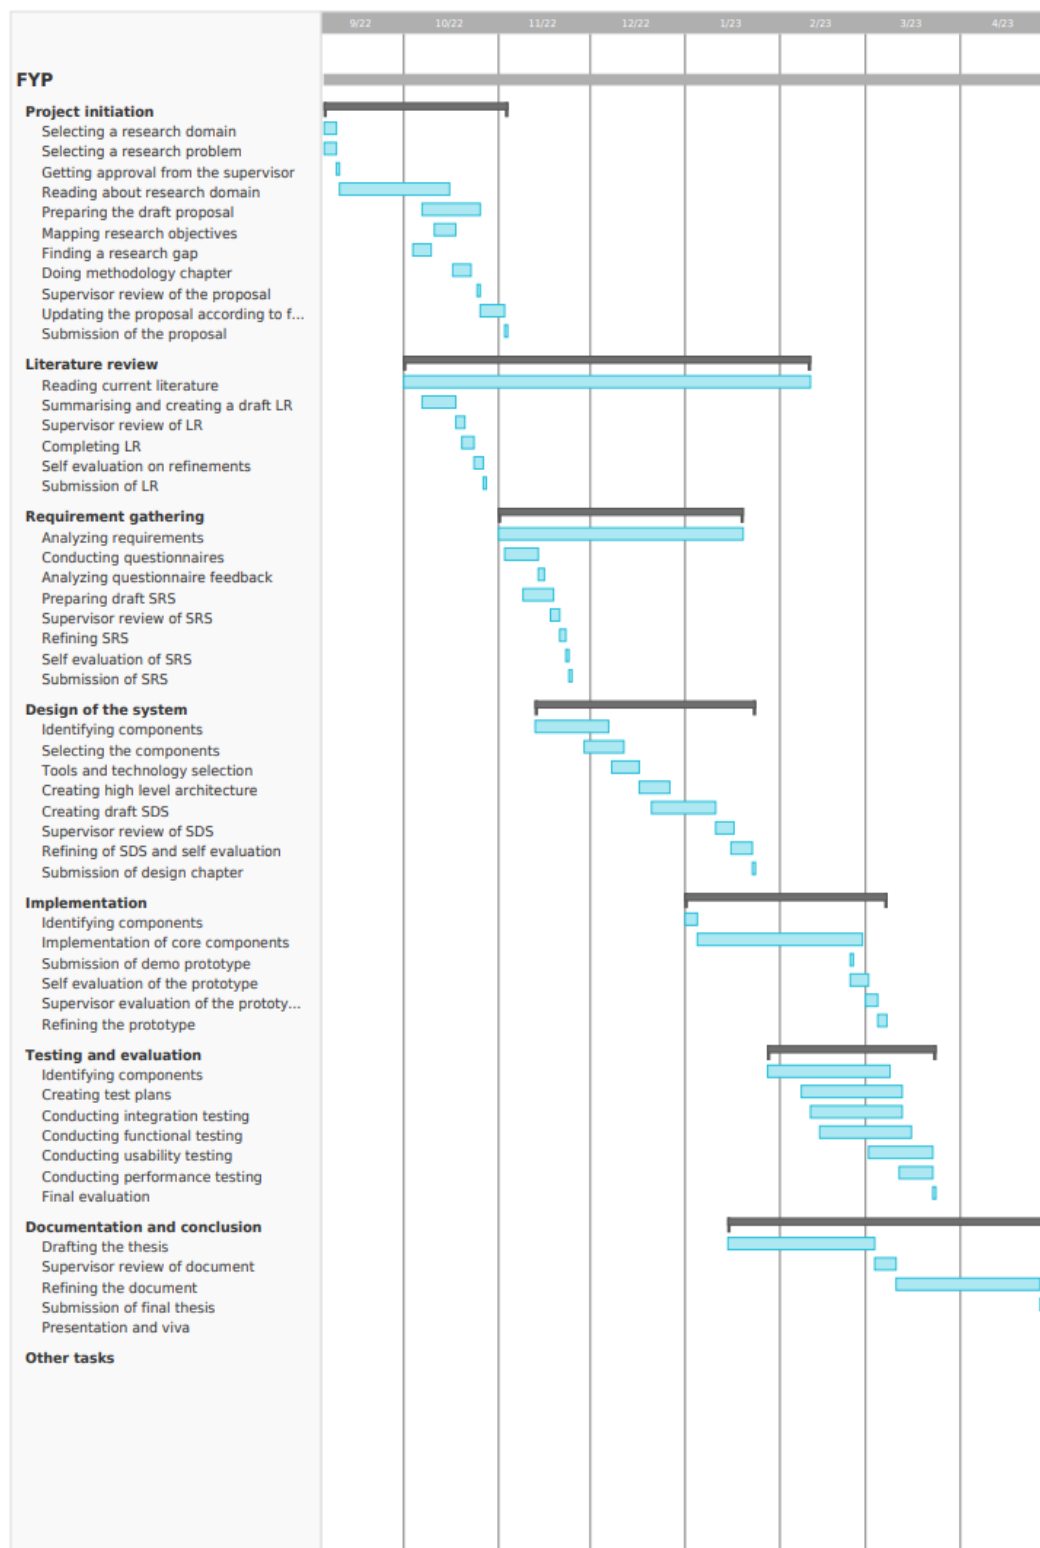 9/22 10/22 11/22 12/22 1/23 2/23 3/23 4/23
FYP
Project initiation
Selecting a research domain
Selecting a research problem
Getting approval from the supervisor
Reading about research domain
Preparing the draft proposal
Mapping research objectives
Finding a research gap
Doing methodology chapter
Supervisor review of the proposal
Updating the proposal according to f...
Submission of the proposal
Literature review
Reading current literature
Summarising and creating a draft LR
Supervisor review of LR
Completing LR
Self evaluation on refinements
Submission of LR
Requirement gathering
Analyzing requirements
Conducting questionnaires
Analyzing questionnaire feedback
Preparing draft SRS
Supervisor review of SRS
Refining SRS
Self evaluation of SRS
Submission of SRS
Design of the system
Identifying components
Selecting the components
Tools and technology selection
Creating high level architecture
Creating draft SDS
Supervisor review of SDS
Refining of SDS and self evaluation
Submission of design chapter
Implementation
Identifying components
Implementation of core components
Submission of demo prototype
Self evaluation of the prototype
Supervisor evaluation of the prototy...
Refining the prototype
Testing and evaluation
Identifying components
Creating test plans
Conducting integration testing
Conducting functional testing
Conducting usability testing
Conducting performance testing
Final evaluation
Documentation and conclusion
Drafting the thesis
Supervisor review of document
Refining the document
Submission of final thesis
Presentation and viva
Other tasks